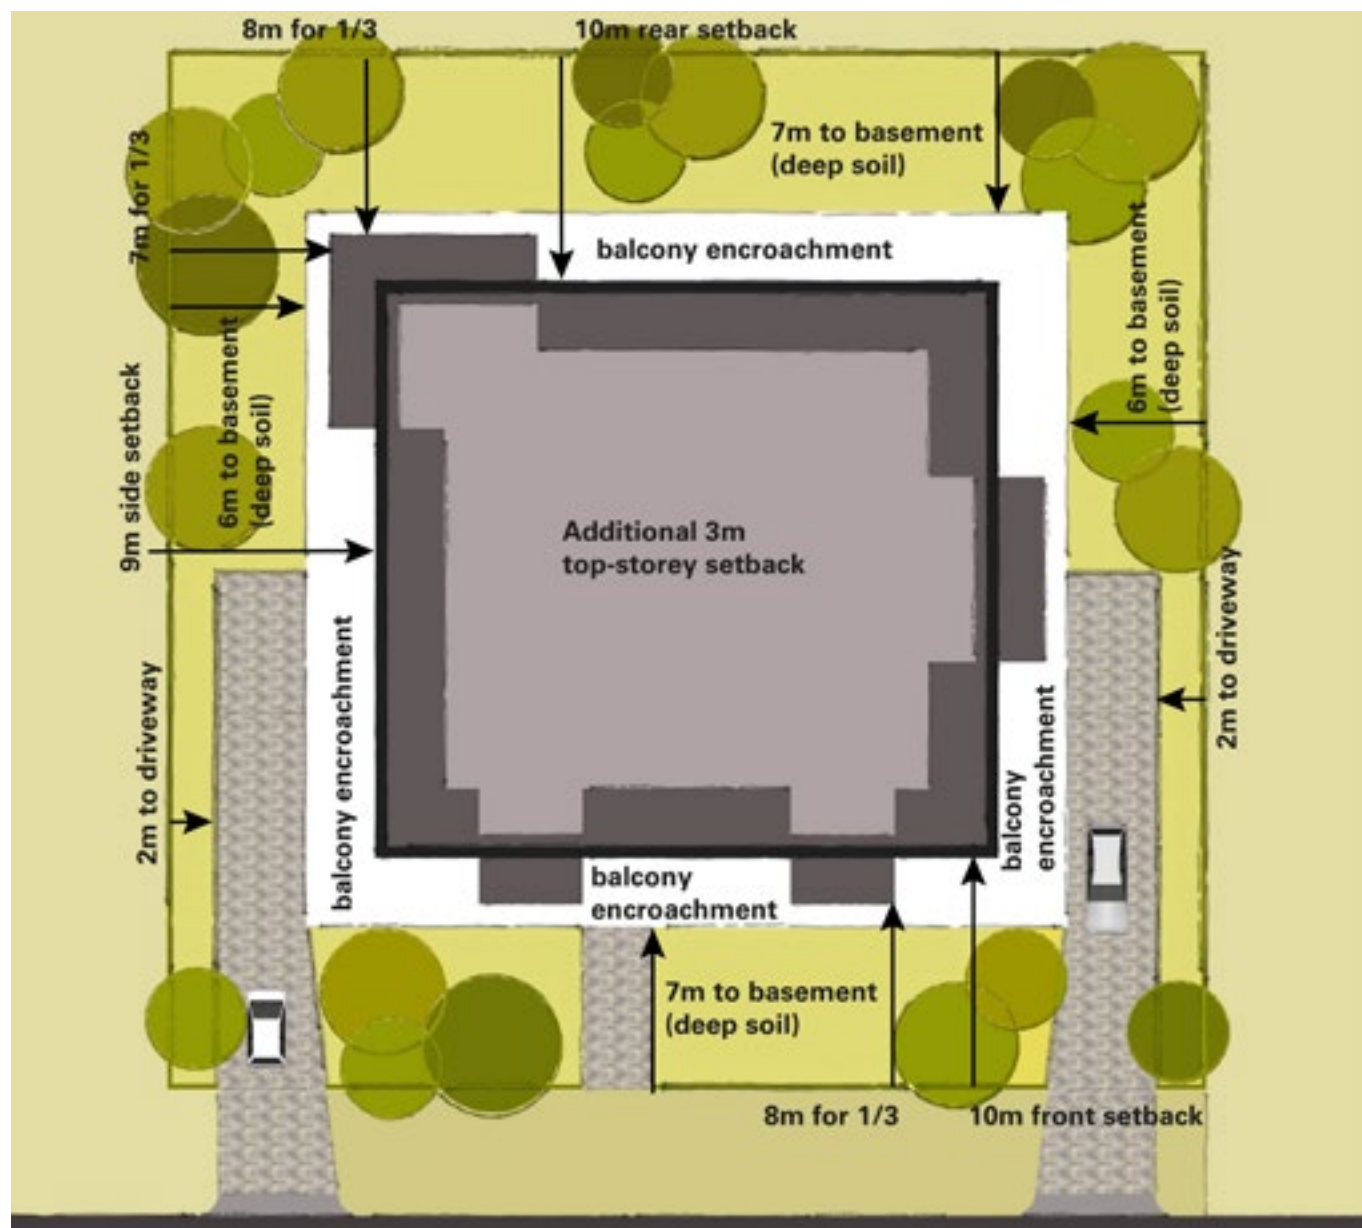 8m for 1/3
10m rear setback
7m to basement
(deep soil)
7m for 1/3
balcony encroachment
6m to basement
(deep soil)
6m to basement
(deep soil)
9m side setback
Additional 3m
top-storey setback
2m to driveway
balcony encroachment
2m to driveway
balcony
encroachment
balcony
encroachment
7m to basement
(deep soil)
8m for 1/3
10m front setback